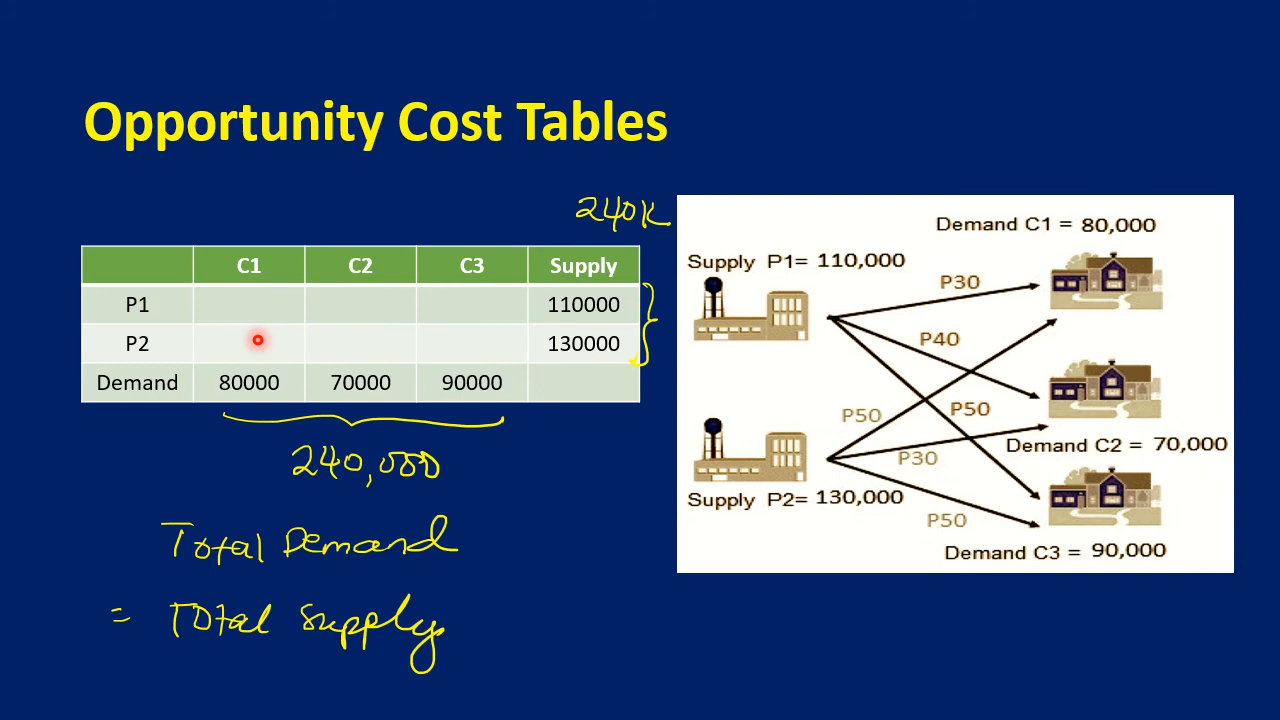 Opportunity Cost Tables
240K
C1 C2 C3 Supply
P1 110000
P2 130000
Demand 80000 70000 90000
240,000
Total Demand
= Total Supply
Demand C1 = 80,000
Supply P1= 110,000
P30
P40
P50 P50
Demand C2 = 70,000
P30
Supply P2= 130,000
P50
Demand C3 = 90,000